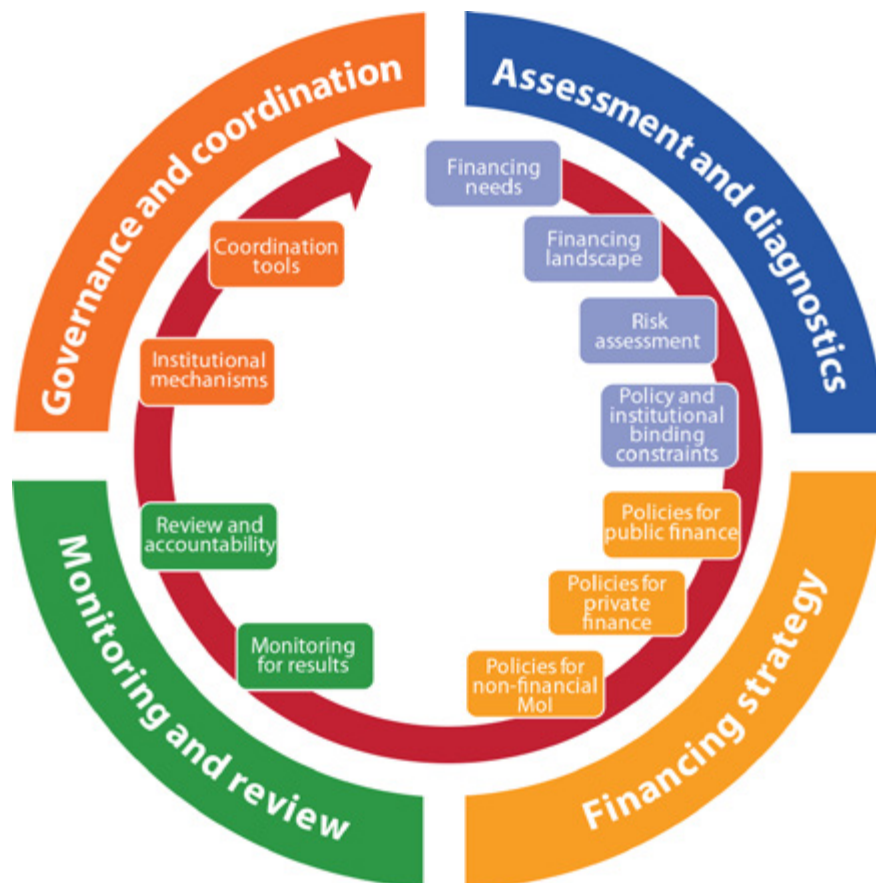 Governance and coordination
Assessment and diagnostics
Financing
needs
Financing
landscape
Risk
assessment
Policy and
institutional
binding
constraints
Policies for
public finance
Policies for
private finance
Policies for
non-financial
MoI
Financing strategy
Monitoring
for results
Review and
accountability
Monitoring and review
Institutional
mechanisms
Coordination
tools